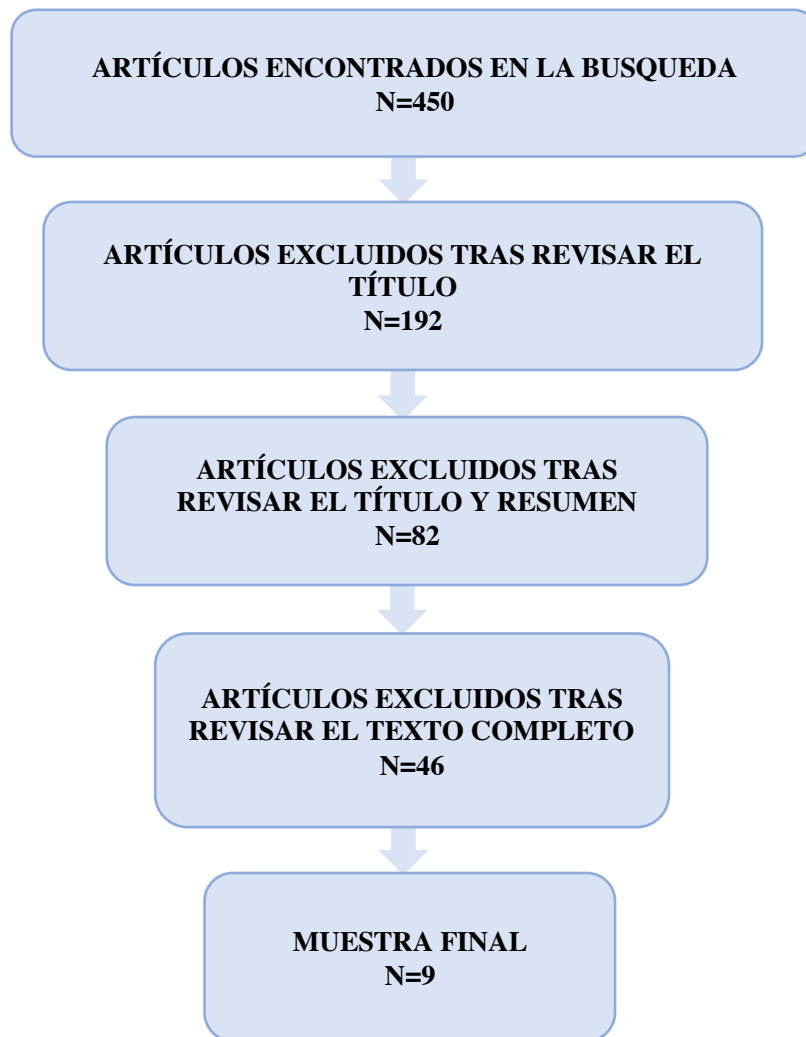 ARTÍCULOS ENCONTRADOS EN LA BUSQUEDA
N=450
ARTÍCULOS EXCLUIDOS TRAS REVISAR EL
TÍTULO
N=192
ARTÍCULOS EXCLUIDOS TRAS
REVISAR EL TÍTULO Y RESUMEN
N=82
ARTÍCULOS EXCLUIDOS TRAS
REVISAR EL TEXTO COMPLETO
N=46
MUESTRA FINAL
N=9